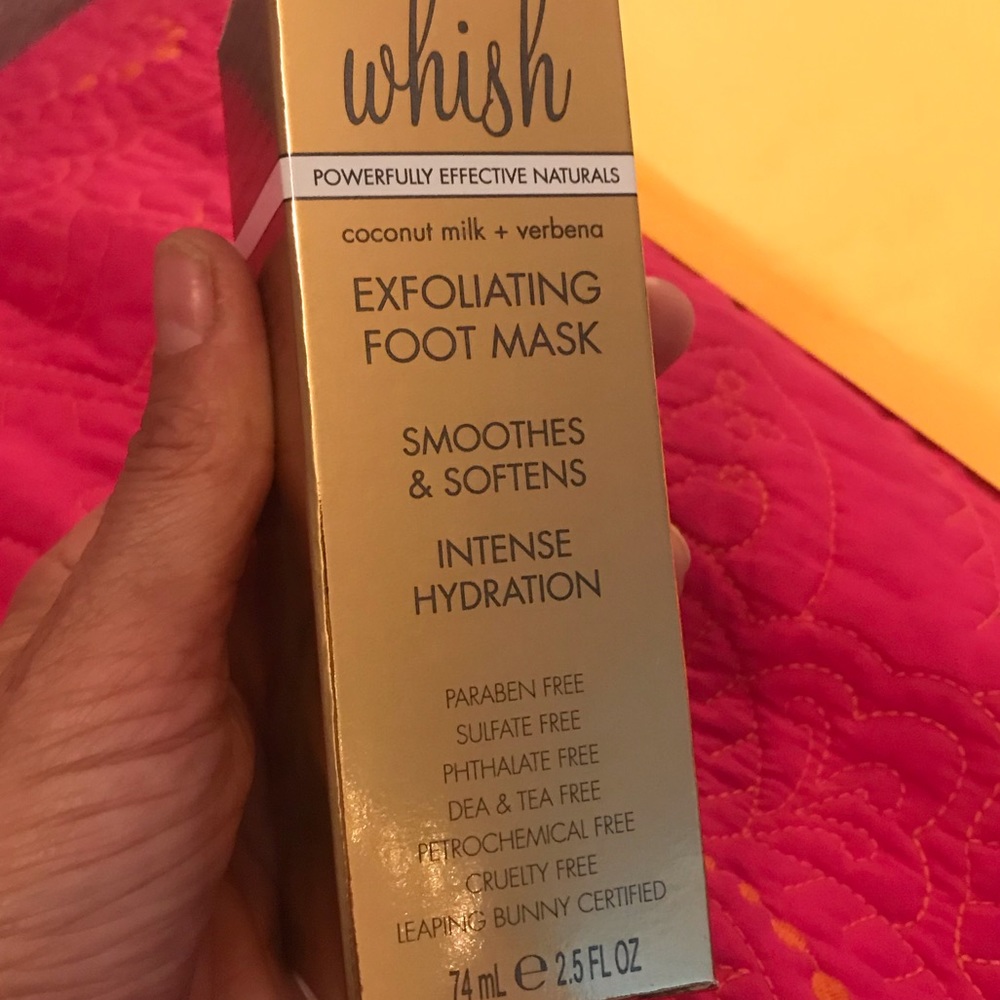 whish
POWERFULLY EFFECTIVE NATURALS
coconut milk + verbena
EXFOLIATING
FOOT MASK
SMOOTHES
& SOFTENS
INTENSE
HYDRATION
PARABEN FREE
SULFATE FREE
PHTHALATE FREE
DEA & TEA FREE
PETROCHEMICAL FREE
CRUELTY FREE
LEAPING BUNNY CERTIFIED
74 mL e 2.5 FL OZ